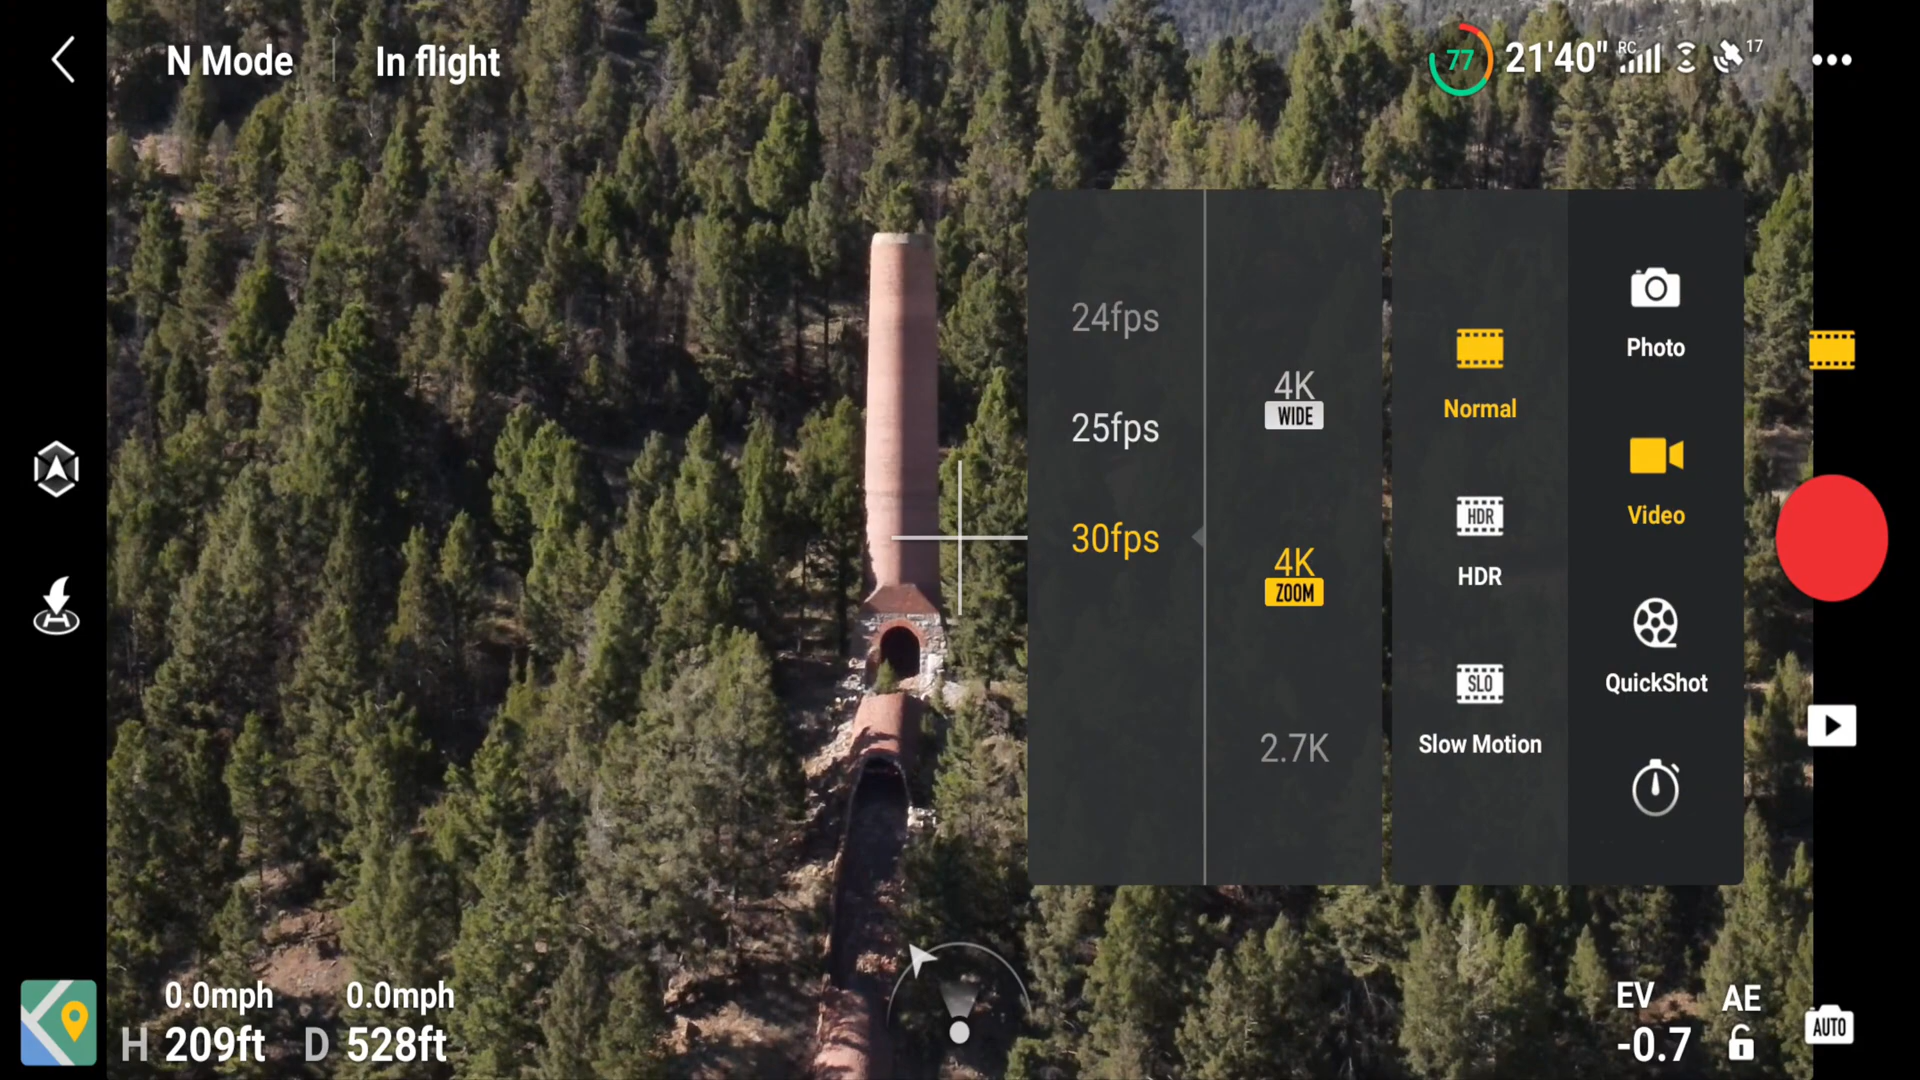 N Mode
In flight
77
21'40"
RC
17
24fps
25fps
30fps
4K
WIDE
4K
ZOOM
2.7K
Normal
HDR
HDR
SLO
Slow Motion
Photo
Video
QuickShot
0.0mph
0.0mph
H 209ft
D 528ft
EV
-0.7
AE
AUTO